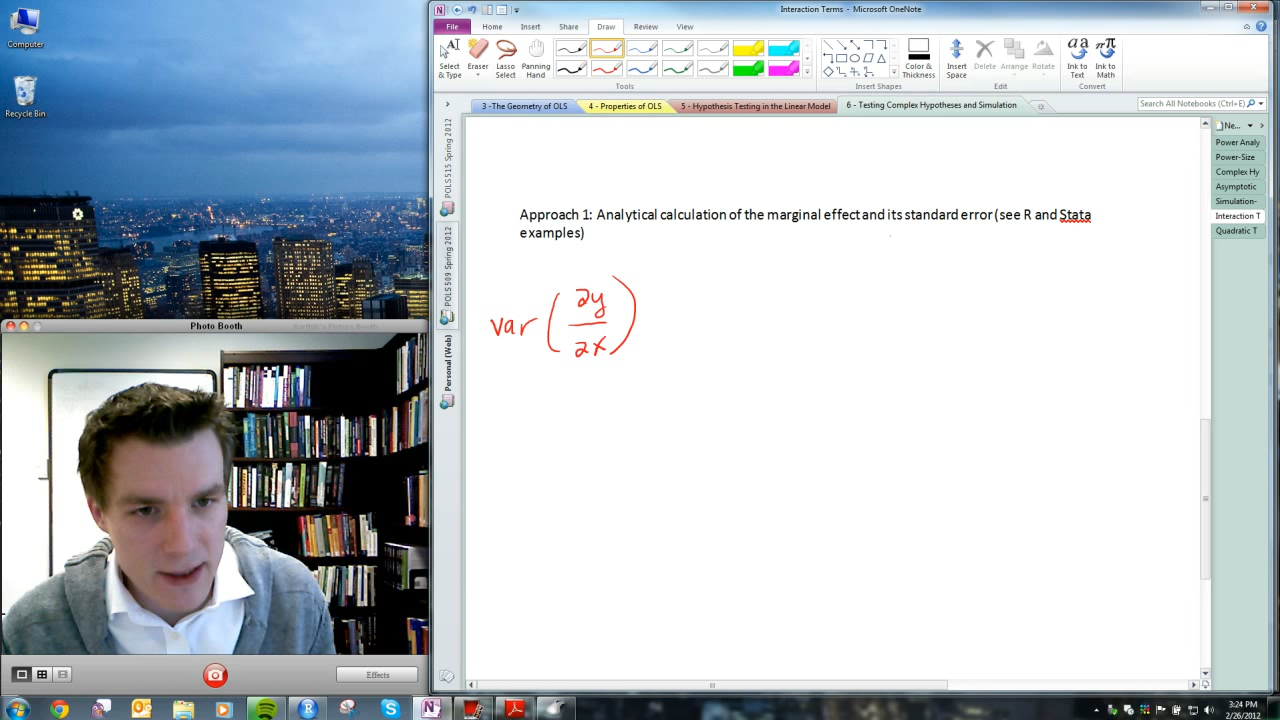 Computer
Recycle Bin
Interaction Terms - Microsoft OneNote
File Home Insert Share Draw Review View
Select & Type
Eraser
Lasso Select
Panning Hand
Color & Thickness
Insert Space
Delete
Arrange
Rotate
Ink to Text
Ink to Math
Tools
Insert Shapes
Edit
Convert
3 -The Geometry of OLS
4 - Properties of OLS
5 - Hypothesis Testing in the Linear Model
6 - Testing Complex Hypotheses and Simulation
Search All Notebooks (Ctrl+E)
Ne...
Power Analy
Power-Size
Complex Hy
Asymptotic
Simulation-
Interaction T
Quadratic T
POLS 515 Spring 2012
POLS 509 Spring 2012
Personal (Web)
Approach 1: Analytical calculation of the marginal effect and its standard error (see R and Stata
examples)
var (∂y/∂x)
Photo Booth
Effects
3:24 PM
2/26/2012